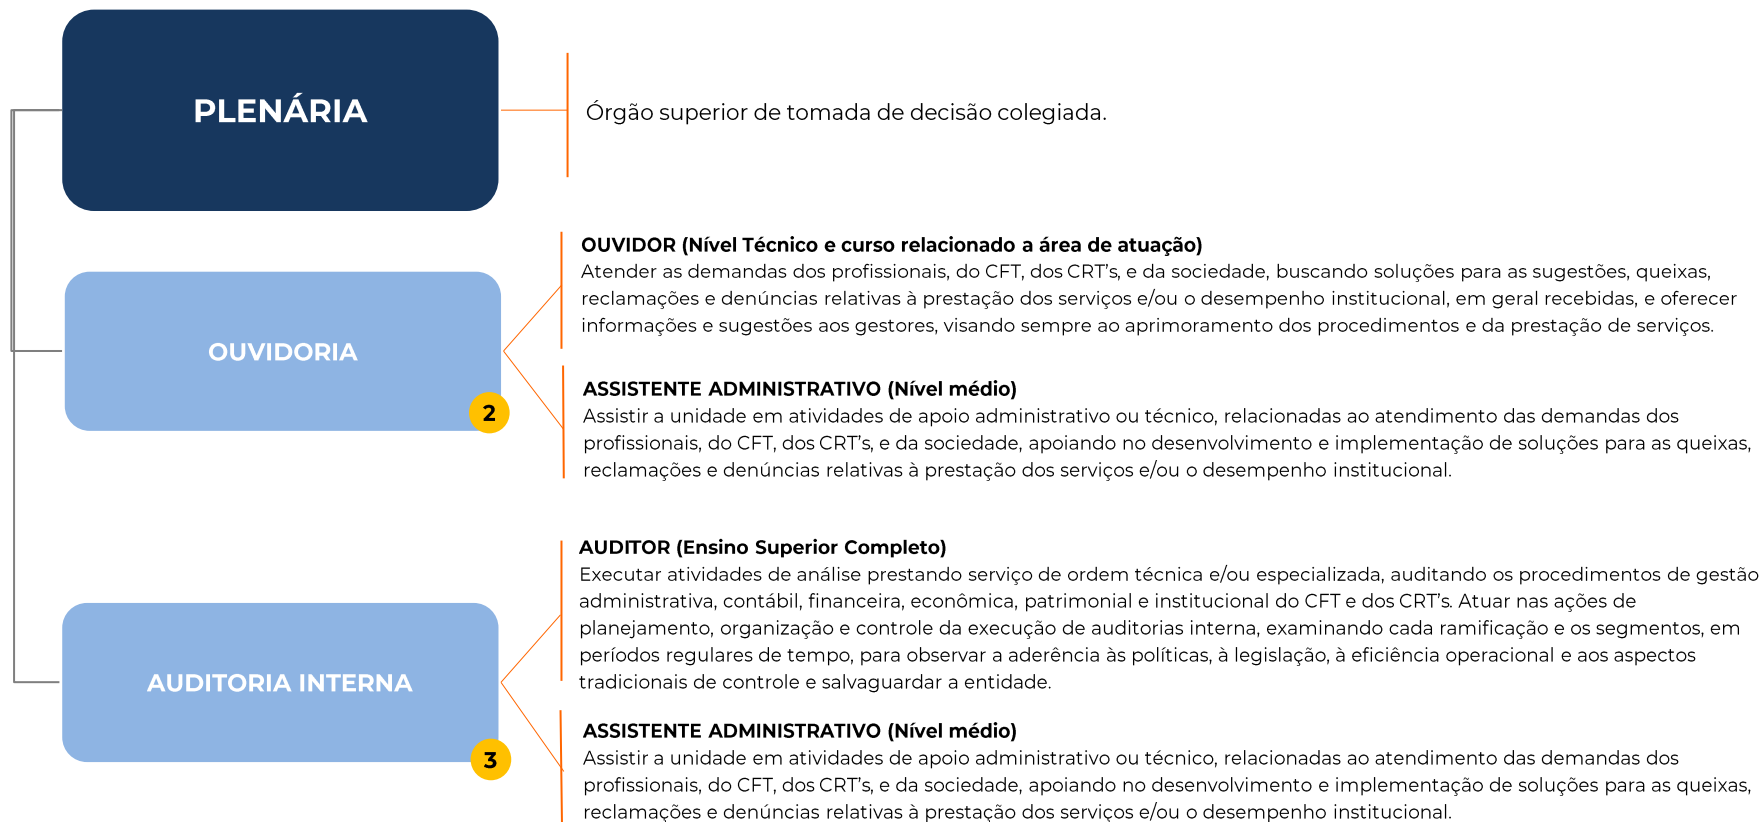 PLENÁRIA
Órgão superior de tomada de decisão colegiada.
OUVIDORIA
2
OUVIDOR (Nível Técnico e curso relacionado a área de atuação)
Atender as demandas dos profissionais, do CFT, dos CRT's, e da sociedade, buscando soluções para as sugestões, queixas,
reclamações e denúncias relativas à prestação dos serviços e/ou o desempenho institucional, em geral recebidas, e oferecer
informações e sugestões aos gestores, visando sempre ao aprimoramento dos procedimentos e da prestação de serviços.
ASSISTENTE ADMINISTRATIVO (Nível médio)
Assistir a unidade em atividades de apoio administrativo ou técnico, relacionadas ao atendimento das demandas dos
profissionais, do CFT, dos CRT's, e da sociedade, apoiando no desenvolvimento e implementação de soluções para as queixas,
reclamações e denúncias relativas à prestação dos serviços e/ou o desempenho institucional.
AUDITORIA INTERNA
3
AUDITOR (Ensino Superior Completo)
Executar atividades de análise prestando serviço de ordem técnica e/ou especializada, auditando os procedimentos de gestão
administrativa, contábil, financeira, econômica, patrimonial e institucional do CFT e dos CRT's. Atuar nas ações de
planejamento, organização e controle da execução de auditorias interna, examinando cada ramificação e os segmentos, em
períodos regulares de tempo, para observar a aderência às políticas, à legislação, à eficiência operacional e aos aspectos
tradicionais de controle e salvaguardar a entidade.
ASSISTENTE ADMINISTRATIVO (Nível médio)
Assistir a unidade em atividades de apoio administrativo ou técnico, relacionadas ao atendimento das demandas dos
profissionais, do CFT, dos CRT's, e da sociedade, apoiando no desenvolvimento e implementação de soluções para as queixas,
reclamações e denúncias relativas à prestação dos serviços e/ou o desempenho institucional.